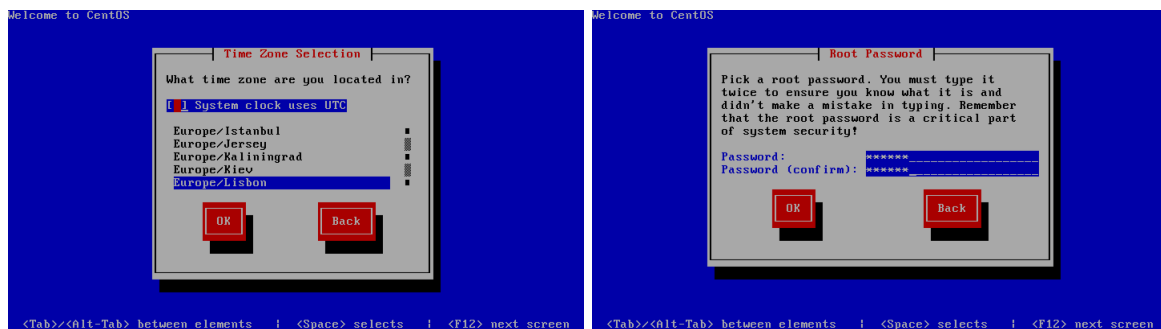 Welcome to CentOS
Time Zone Selection
What time zone are you located in?
[ ] System clock uses UTC
Europe/Istanbul
Europe/Jersey
Europe/Kaliningrad
Europe/Kiev
Europe/Lisbon
OK Back
<Tab>/<Alt-Tab> between elements | <Space> selects | <F12> next screen
Welcome to CentOS
Root Password
Pick a root password. You must type it
twice to ensure you know what it is and
didn't make a mistake in typing. Remember
that the root password is a critical part
of system security!
Password: ******___________________
Password (confirm): ******___________________
OK Back
<Tab>/<Alt-Tab> between elements | <Space> selects | <F12> next screen